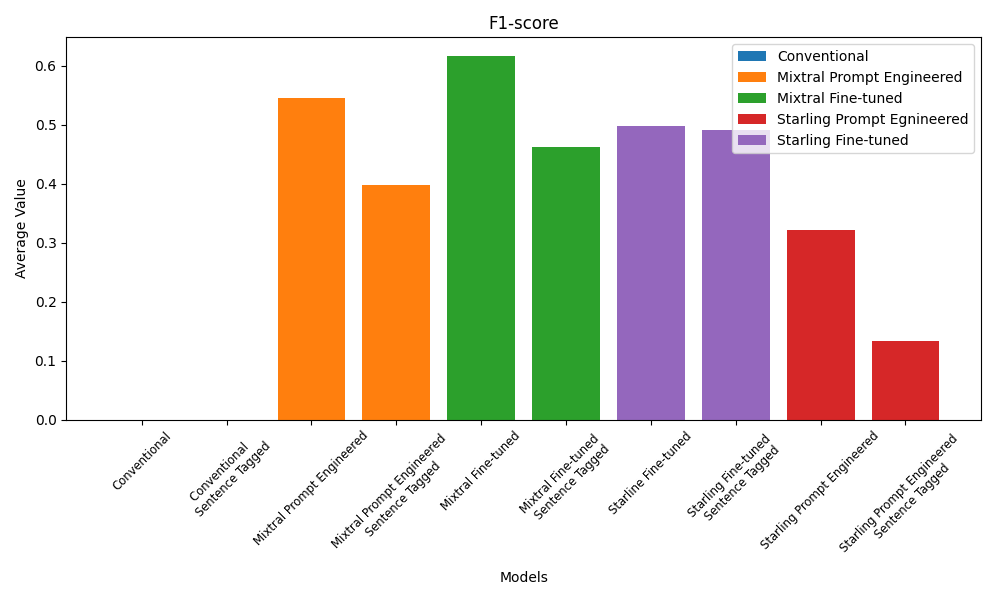 F1-score
Average Value
0.6
0.5
0.4
0.3
0.2
0.1
0.0
Conventional
Mixtral Prompt Engineered
Mixtral Fine-tuned
Starling Prompt Egnineered
Starling Fine-tuned
Conventional
Conventional
Sentence Tagged
Mixtral Prompt Engineered
Mixtral Prompt Engineered
Sentence Tagged
Mixtral Fine-tuned
Mixtral Fine-tuned
Sentence Tagged
Starline Fine-tuned
Starling Fine-tuned
Sentence Tagged
Starling Prompt Engineered
Starling Prompt Engineered
Sentence Tagged
Models